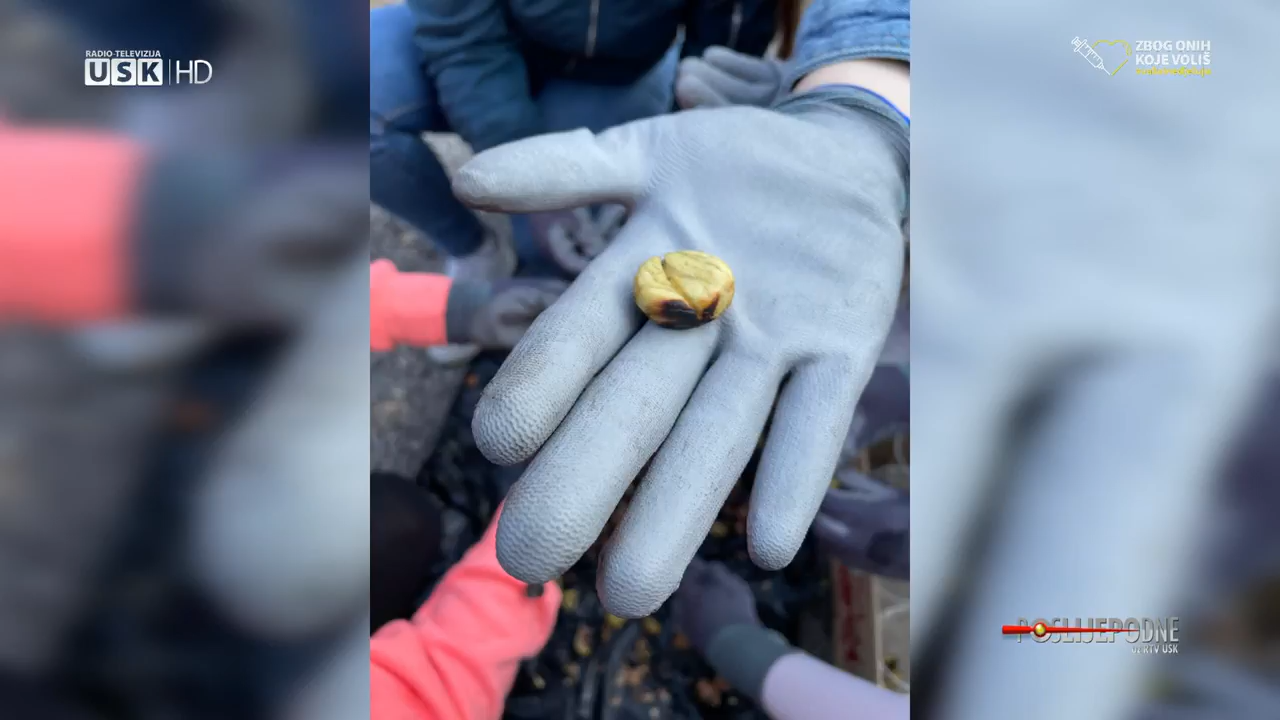 RADIO-TELEVIZIJA
USK HD
ZBOG ONIH
KOJE VOLIŠ
POSLIJEPODNE
UZ RTV USK